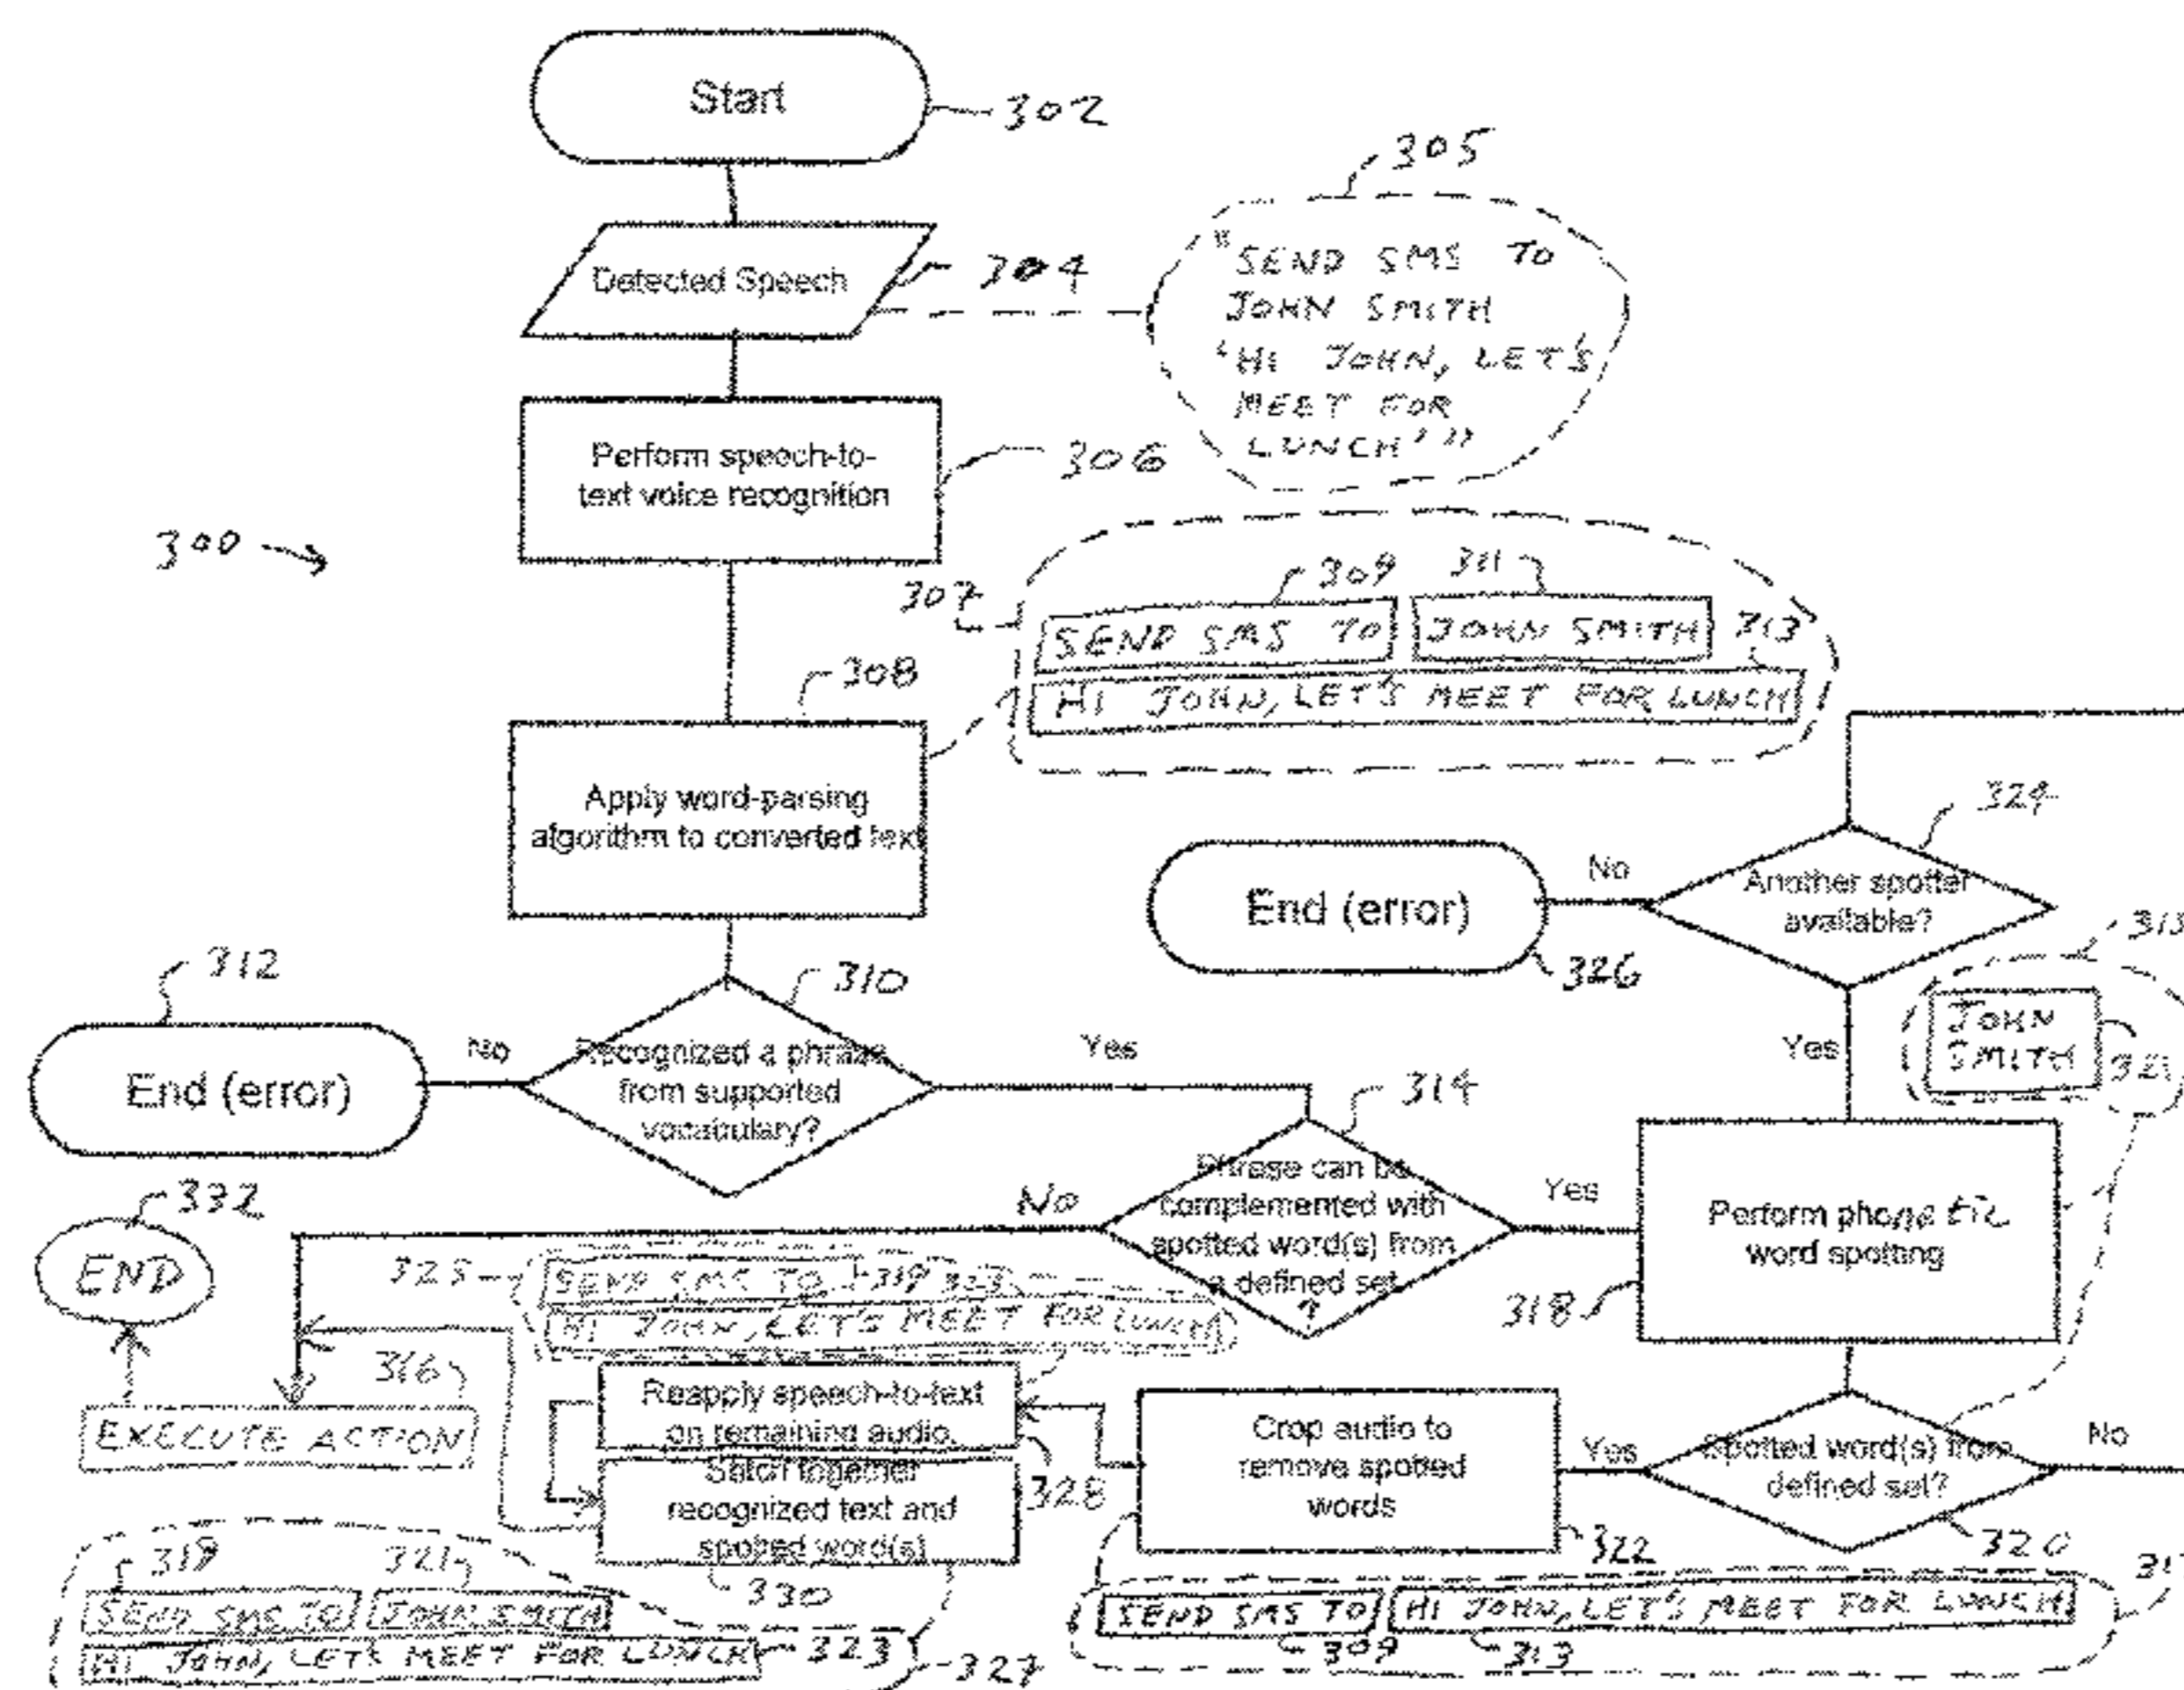 Start
302
305
Detected Speech
304
"SEND SMS TO
JOHN SMITH
'HI JOHN, LET'S
MEET FOR
LUNCH'"
Perform speech-to-
text voice recognition
306
300
307
309
311
SEND SMS TO
JOHN SMITH
313
HI JOHN, LET'S MEET FOR LUNCH
308
Apply word-parsing
algorithm to converted text
324
Another spotter
available?
No
End (error)
326
Yes
JOHN
SMITH
321
312
310
End (error)
No
Recognized a phrase
from supported
vocabulary?
Yes
314
Phrase can be
complemented with
spotted word(s) from
a defined set
?
No
Yes
Perform phonetic
word spotting
318
332
END
325
SEND SMS TO
319
323
HI JOHN, LET'S MEET FOR LUNCH
316
EXECUTE ACTION
Reapply speech-to-text
on remaining audio.
328
Stitch together
recognized text and
spotted word(s)
330
Crop audio to
remove spotted
words
322
Yes
Spotted word(s) from
defined set?
No
320
319
321
SEND SMS TO
JOHN SMITH
HI JOHN, LET'S MEET FOR LUNCH
323
327
SEND SMS TO
HI JOHN, LET'S MEET FOR LUNCH
309
313